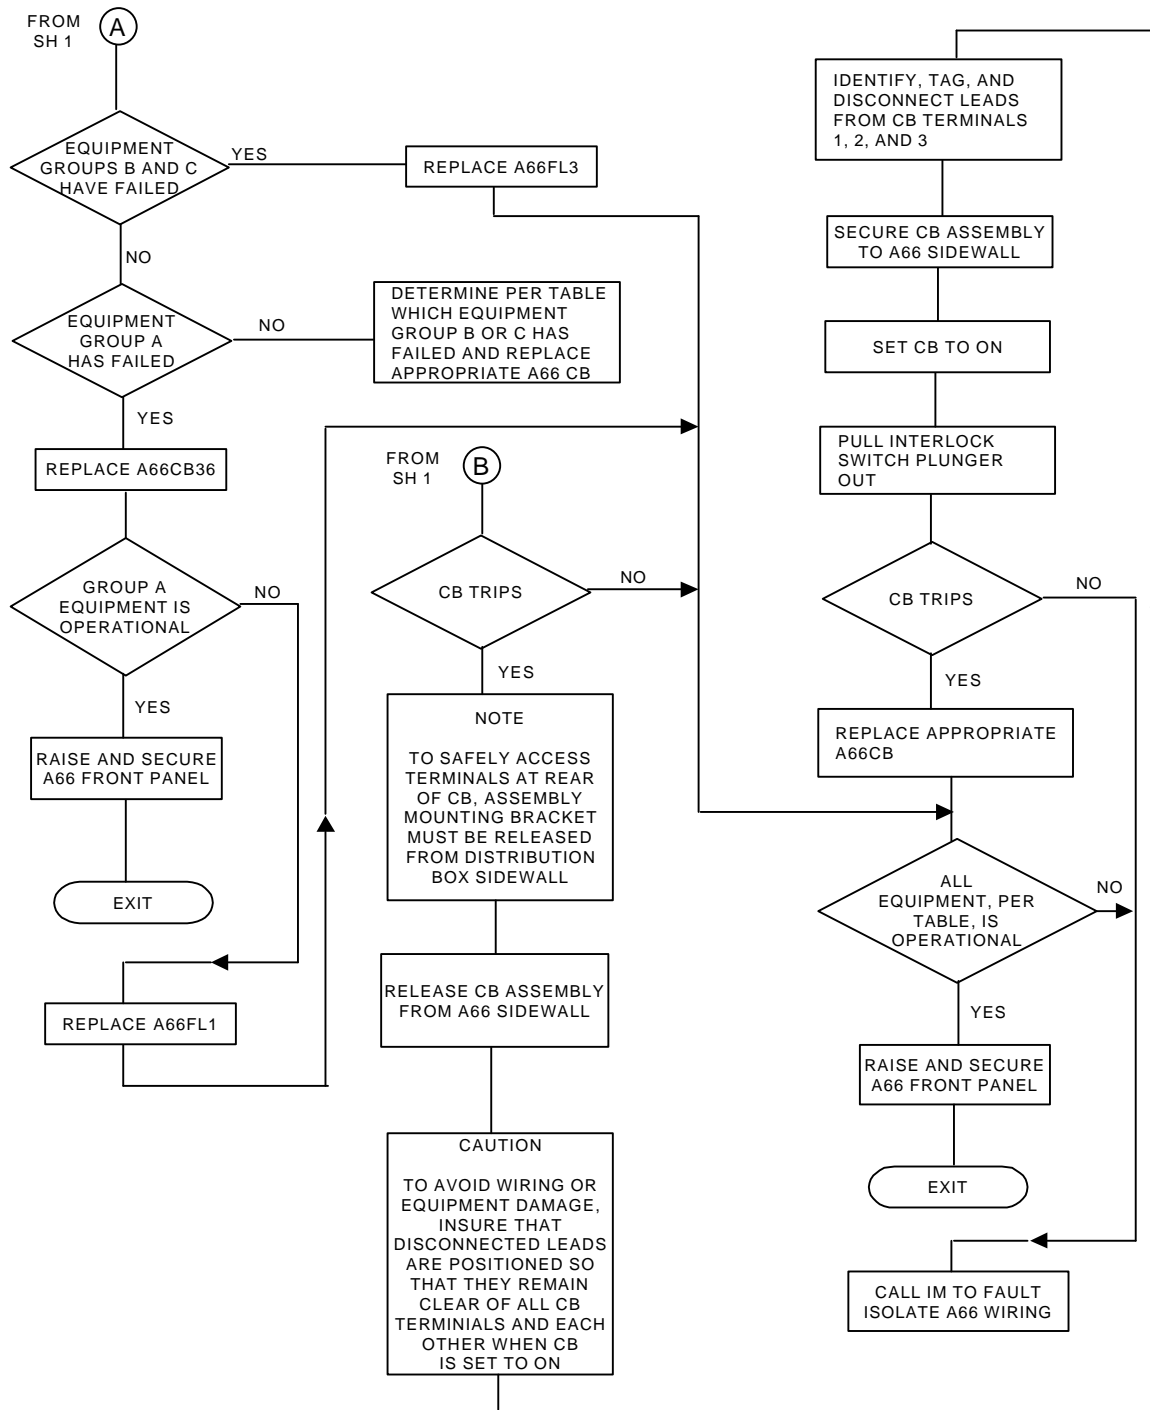 FROM
SH 1
A
EQUIPMENT
GROUPS B AND C
HAVE FAILED
YES
REPLACE A66FL3
NO
EQUIPMENT
GROUP A
HAS FAILED
NO
DETERMINE PER TABLE
WHICH EQUIPMENT
GROUP B OR C HAS
FAILED AND REPLACE
APPROPRIATE A66 CB
YES
REPLACE A66CB36
GROUP A
EQUIPMENT IS
OPERATIONAL
NO
YES
RAISE AND SECURE
A66 FRONT PANEL
EXIT
REPLACE A66FL1
FROM
SH 1
B
CB TRIPS
NO
YES
NOTE
TO SAFELY ACCESS
TERMINALS AT REAR
OF CB, ASSEMBLY
MOUNTING BRACKET
MUST BE RELEASED
FROM DISTRIBUTION
BOX SIDEWALL
RELEASE CB ASSEMBLY
FROM A66 SIDEWALL
CAUTION
TO AVOID WIRING OR
EQUIPMENT DAMAGE,
INSURE THAT
DISCONNECTED LEADS
ARE POSITIONED SO
THAT THEY REMAIN
CLEAR OF ALL CB
TERMINIALS AND EACH
OTHER WHEN CB
IS SET TO ON
IDENTIFY, TAG, AND
DISCONNECT LEADS
FROM CB TERMINALS
1, 2, AND 3
SECURE CB ASSEMBLY
TO A66 SIDEWALL
SET CB TO ON
PULL INTERLOCK
SWITCH PLUNGER
OUT
CB TRIPS
NO
YES
REPLACE APPROPRIATE
A66CB
ALL
EQUIPMENT, PER
TABLE, IS
OPERATIONAL
NO
YES
RAISE AND SECURE
A66 FRONT PANEL
EXIT
CALL IM TO FAULT
ISOLATE A66 WIRING